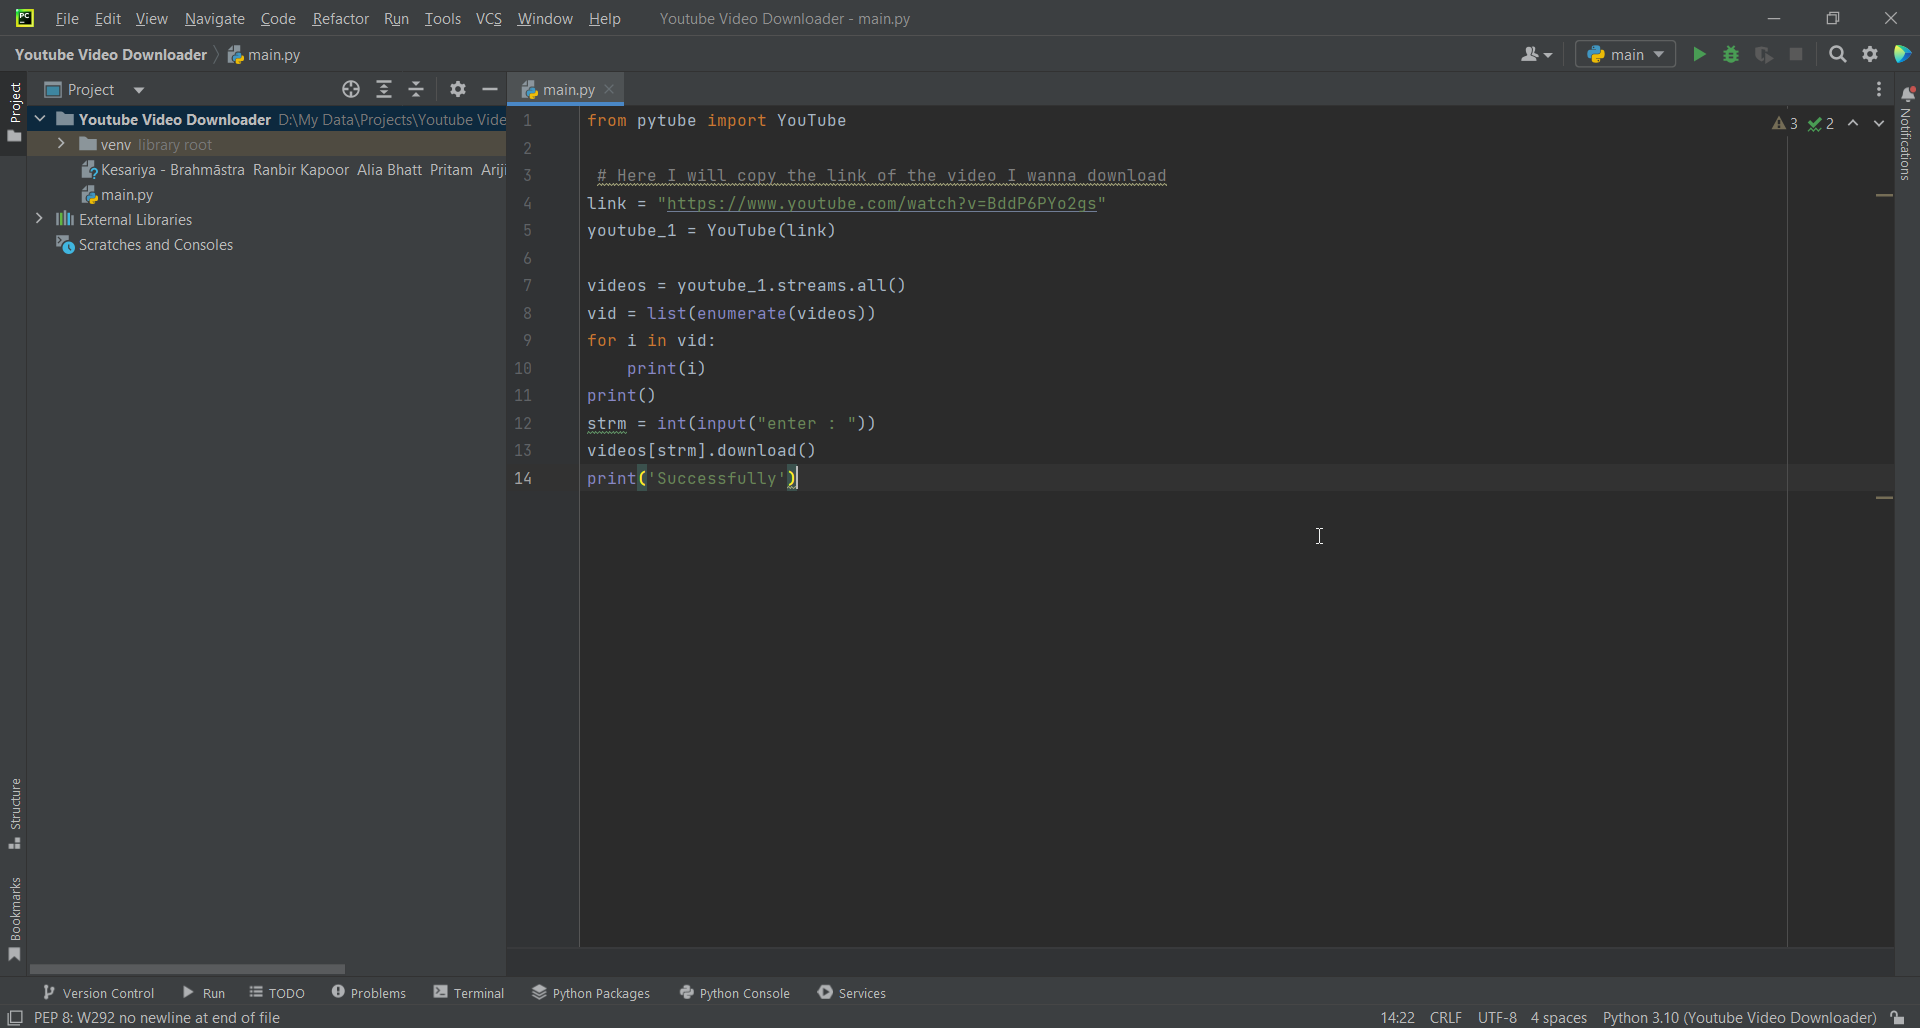 PC
File Edit View Navigate Code Refactor Run Tools VCS Window Help Youtube Video Downloader - main.py
Youtube Video Downloader main.py main
Project
Project main.py
Youtube Video Downloader D:\My Data\Projects\Youtube Vide
venv library root
Kesariya - Brahmāstra Ranbir Kapoor Alia Bhatt Pritam Ariji
main.py
External Libraries
Scratches and Consoles
1 from pytube import YouTube
2
3 # Here I will copy the link of the video I wanna download
4 link = "https://www.youtube.com/watch?v=BddP6PYo2gs"
5 youtube_1 = YouTube(link)
6
7 videos = youtube_1.streams.all()
8 vid = list(enumerate(videos))
9 for i in vid:
10 print(i)
11 print()
12 strm = int(input("enter : "))
13 videos[strm].download()
14 print('Successfully')
3 2
Notifications
Structure
Bookmarks
Version Control Run TODO Problems Terminal Python Packages Python Console Services
PEP 8: W292 no newline at end of file 14:22 CRLF UTF-8 4 spaces Python 3.10 (Youtube Video Downloader)